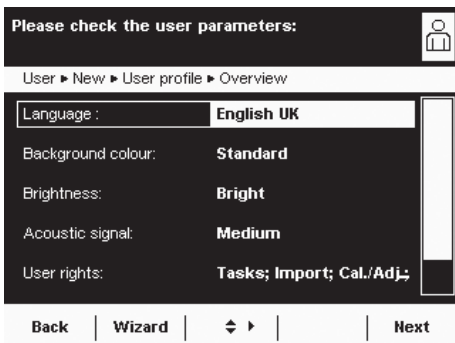 Please check the user parameters:
User ▸ New ▸ User profile ▸ Overview
Language : English UK
Background colour: Standard
Brightness: Bright
Acoustic signal: Medium
User rights: Tasks; Import; Cal./Adj.;
Back Wizard Next